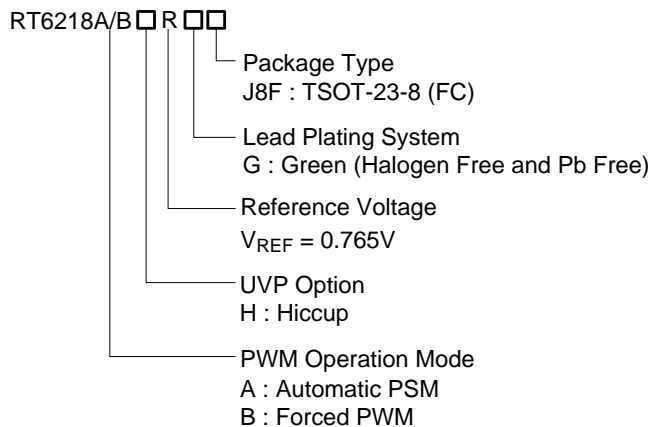 RT6218A/B R
Package Type
J8F : TSOT-23-8 (FC)
Lead Plating System
G : Green (Halogen Free and Pb Free)
Reference Voltage
VREF = 0.765V
UVP Option
H : Hiccup
PWM Operation Mode
A : Automatic PSM
B : Forced PWM